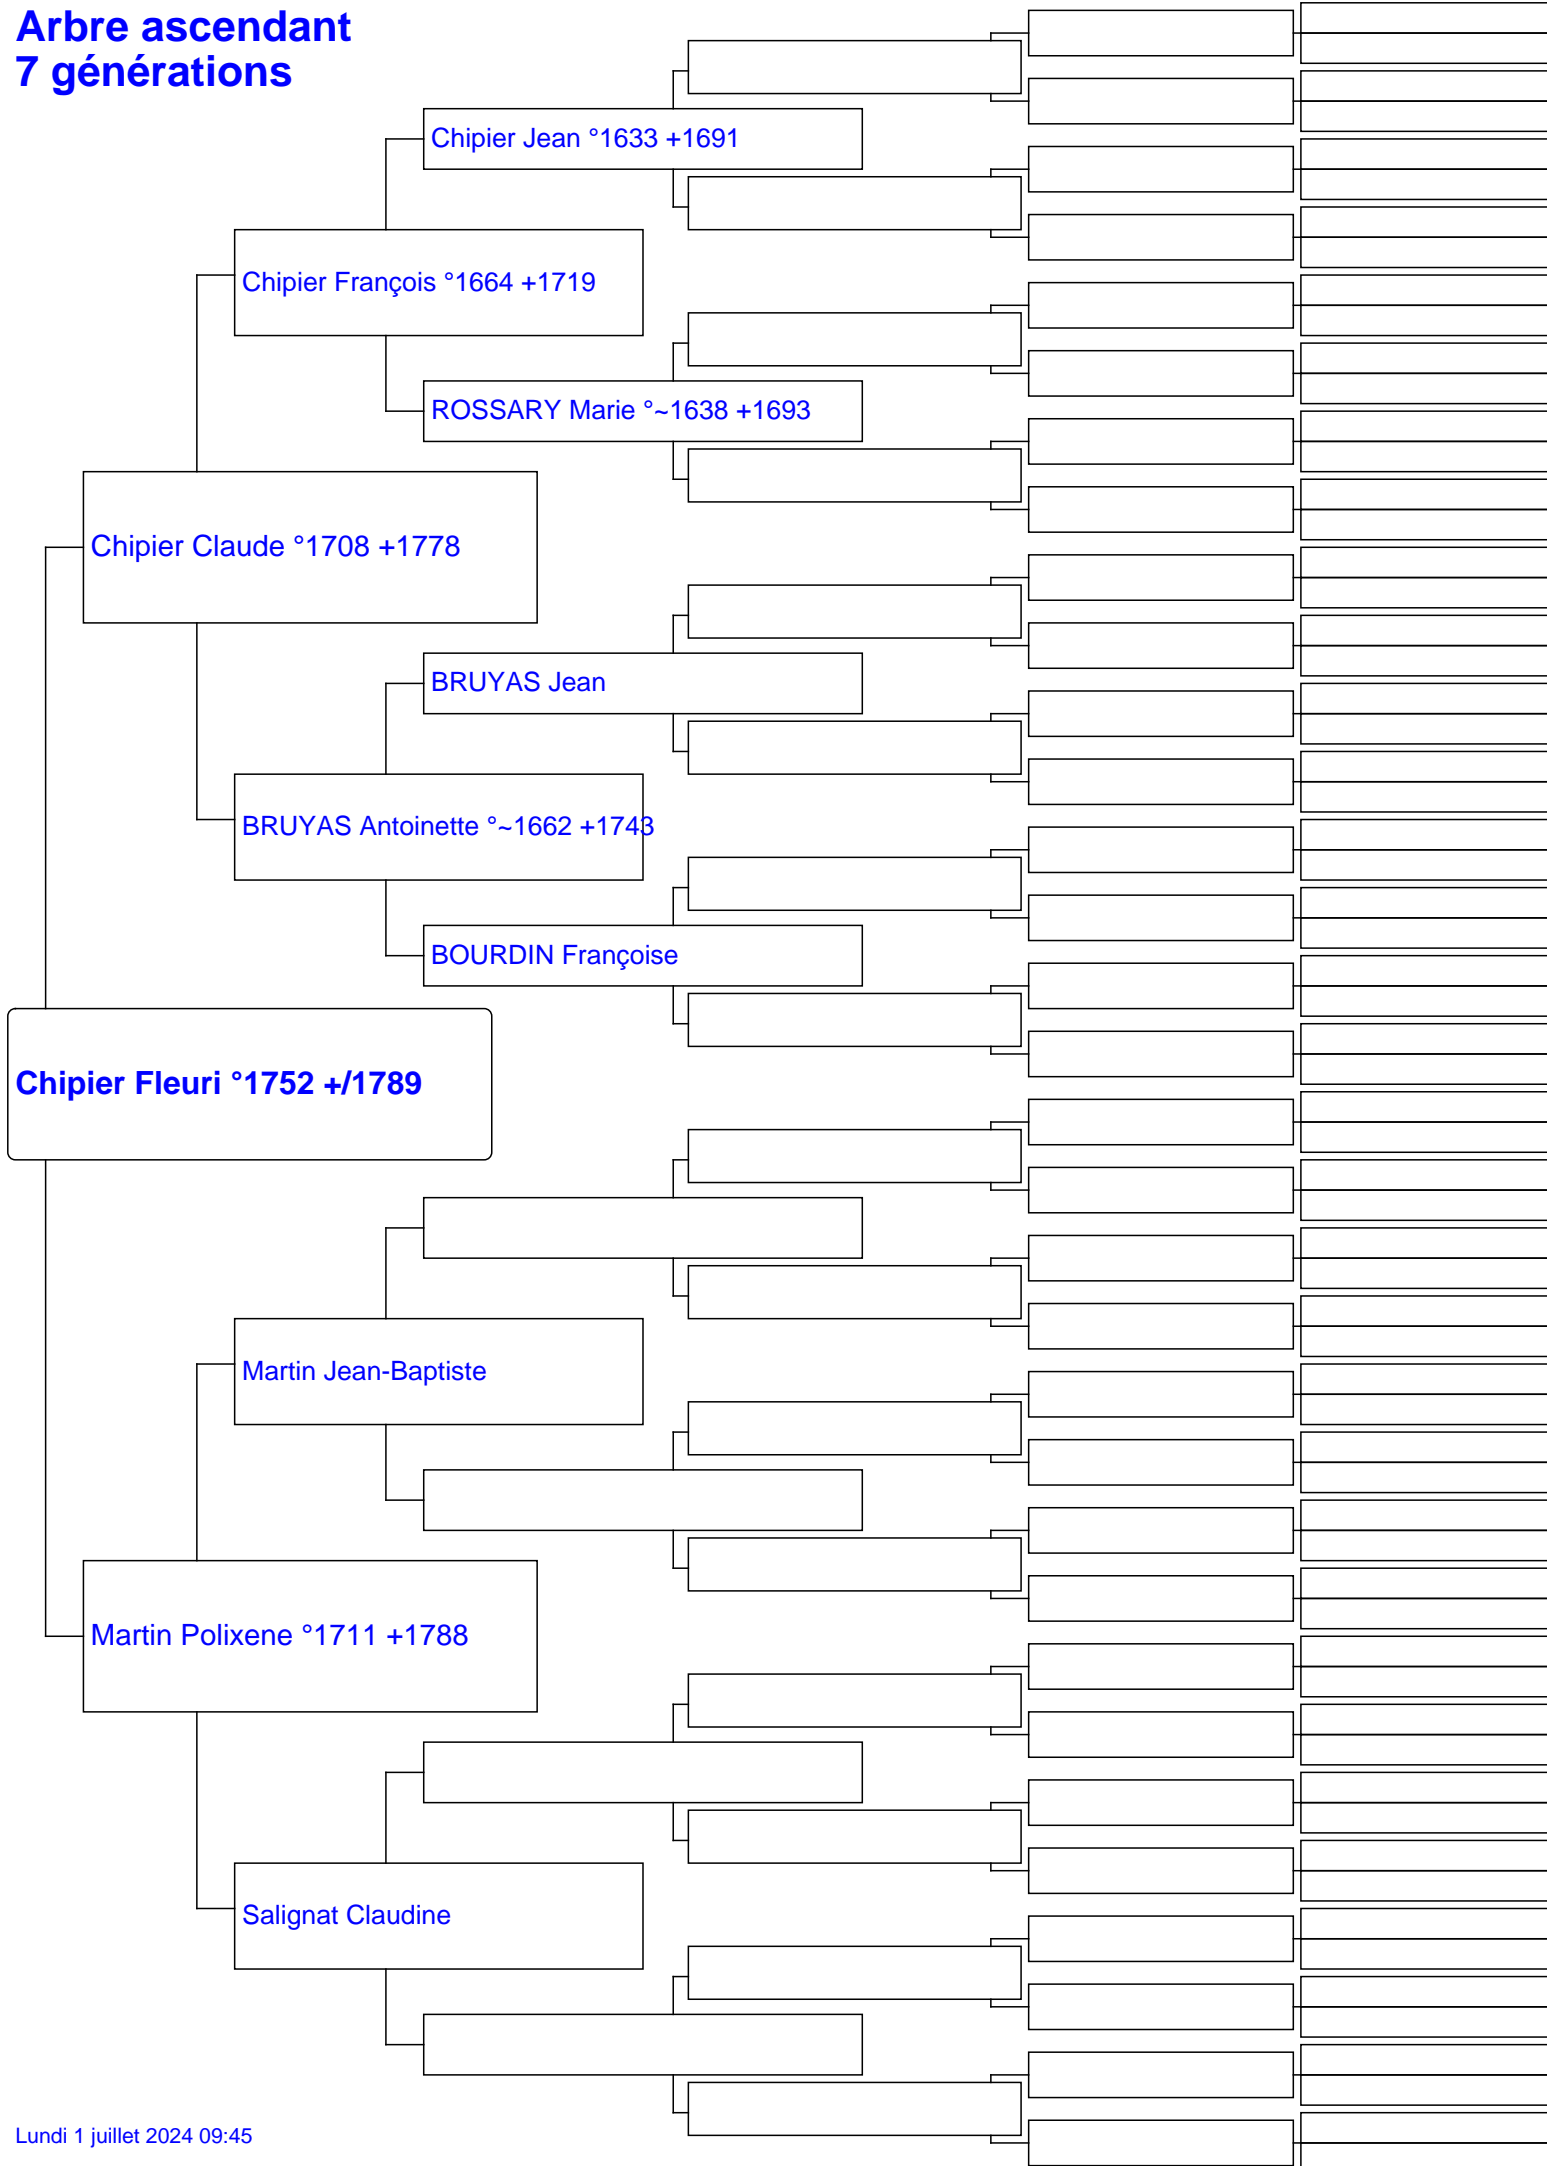 Arbre ascendant
7 générations
Chipier Jean °1633 +1691
Chipier François °1664 +1719
ROSSARY Marie °~1638 +1693
Chipier Claude °1708 +1778
BRUYAS Jean
BRUYAS Antoinette °~1662 +1743
BOURDIN Françoise
Chipier Fleuri °1752 +/1789
Martin Jean-Baptiste
Martin Polixene °1711 +1788
Salignat Claudine
Lundi 1 juillet 2024 09:45